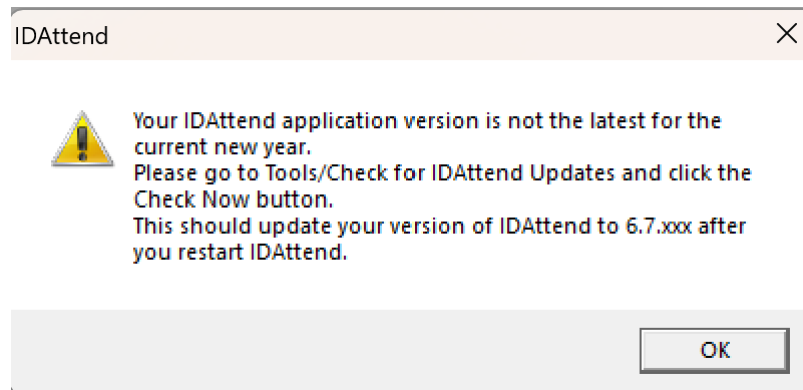 IDAttend
Your IDAttend application version is not the latest for the
current new year.
Please go to Tools/Check for IDAttend Updates and click the
Check Now button.
This should update your version of IDAttend to 6.7.xxx after
you restart IDAttend.
OK